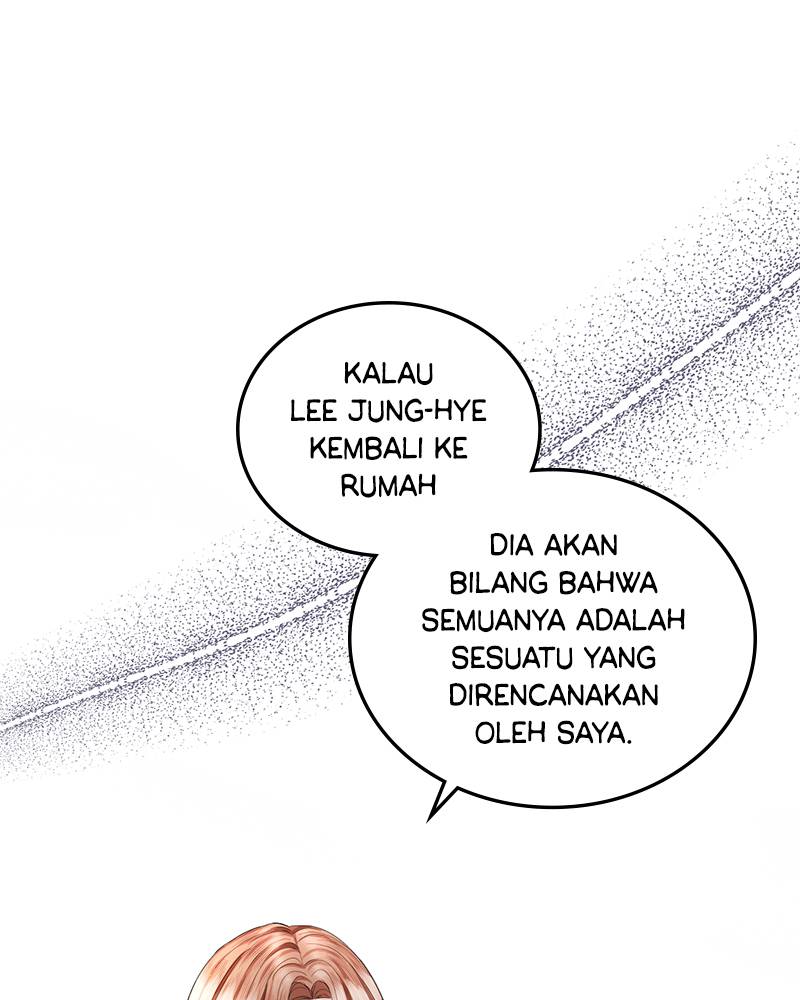 KALAU
LEE JUNG-HYE
KEMBALI KE
RUMAH
DIA AKAN
BILANG BAHWA
SEMUANYA ADALAH
SESUATU YANG
DIRENCANAKAN
OLEH SAYA.